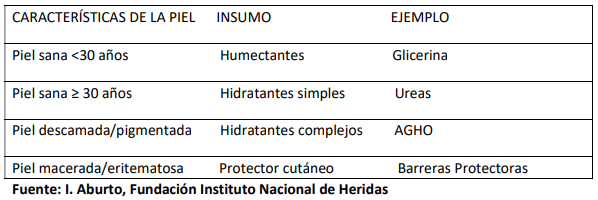 CARACTERÍSTICAS DE LA PIEL INSUMO EJEMPLO
Piel sana <30 años Humectantes Glicerina
Piel sana ≥ 30 años Hidratantes simples Ureas
Piel descamada/pigmentada Hidratantes complejos AGHO
Piel macerada/eritematosa Protector cutáneo Barreras Protectoras
Fuente: I. Aburto, Fundación Instituto Nacional de Heridas